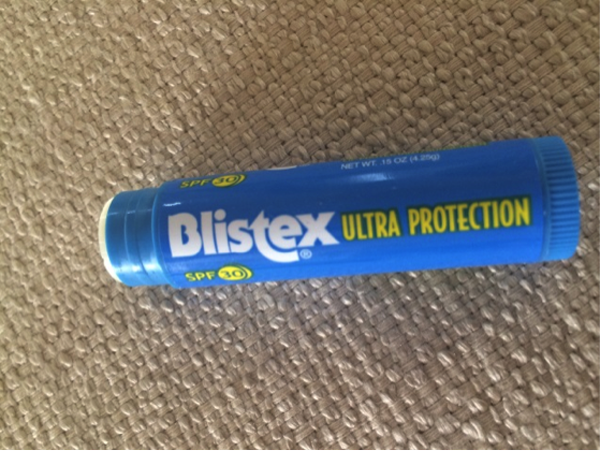 NET WT. .15 OZ (4.25g)
SPF 30
Blistex® ULTRA PROTECTION
SPF 30